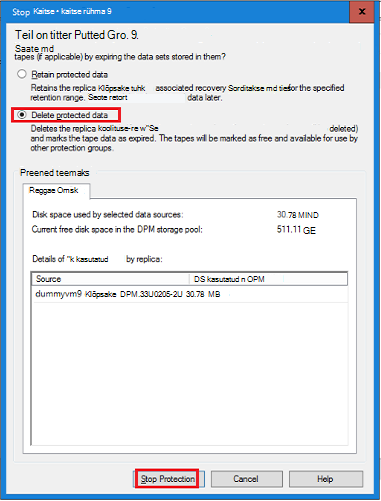 Stop Kaitse • kaitse rühma 9
Teil on titter Putted Gro. 9.
Saate md
tapes (if applicable) by expiring the data sets stored in them?
Retain protected data
Retains the replica Klõpsake tuhk associated recovery Sorditakse md ties for the specified
retention range. Seote retort data later.
Delete protected data
Deletes the replica koolituse-re w"Se deleted)
and marks the tape data as expired. The tapes will be marked as free and available for use by
other protection groups.
Preened teemaks
Reggae Omsk
Disk space used by selected data sources: 30.78 MIND
Current free disk space in the DPM storage pool: 511.11 GE
Details of "k kasutatud by replica:
Source DS kasutatud n OPM
dummyvm9 Klõpsake DPM.33U0205-2U 30.78 MB
Stop Protection Cancel Help